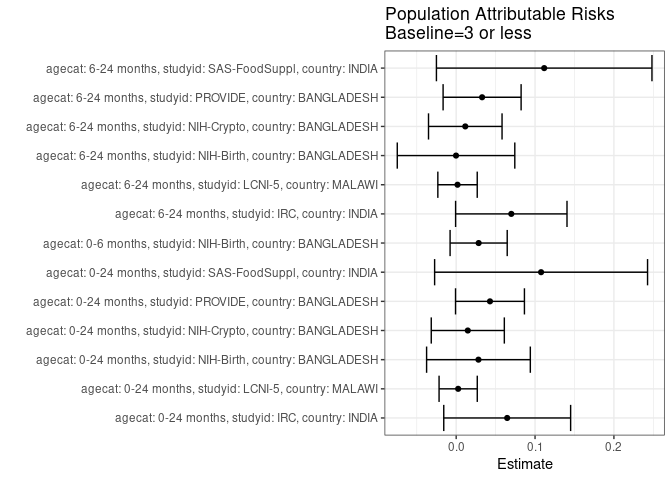 Population Attributable Risks
Baseline=3 or less
agecat: 6-24 months, studyid: SAS-FoodSuppl, country: INDIA
agecat: 6-24 months, studyid: PROVIDE, country: BANGLADESH
agecat: 6-24 months, studyid: NIH-Crypto, country: BANGLADESH
agecat: 6-24 months, studyid: NIH-Birth, country: BANGLADESH
agecat: 6-24 months, studyid: LCNI-5, country: MALAWI
agecat: 6-24 months, studyid: IRC, country: INDIA
agecat: 0-6 months, studyid: NIH-Birth, country: BANGLADESH
agecat: 0-24 months, studyid: SAS-FoodSuppl, country: INDIA
agecat: 0-24 months, studyid: PROVIDE, country: BANGLADESH
agecat: 0-24 months, studyid: NIH-Crypto, country: BANGLADESH
agecat: 0-24 months, studyid: NIH-Birth, country: BANGLADESH
agecat: 0-24 months, studyid: LCNI-5, country: MALAWI
agecat: 0-24 months, studyid: IRC, country: INDIA
0.0 0.1 0.2
Estimate